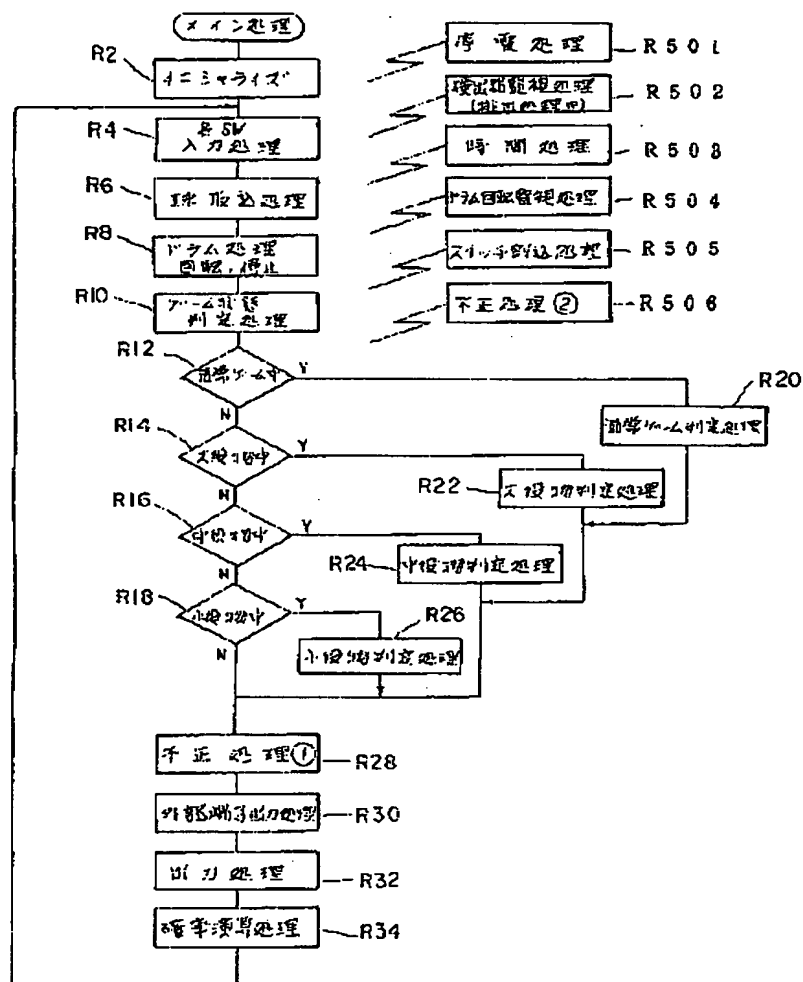 メイン処理
R2
イニシャライズ
R4
各SW
入力処理
R6
球取込処理
R8
ドラム処理
回転,停止
R10
ゲーム状態
判定処理
停電処理
R501
検出部監視処理
R502
時間処理
R503
ドラム回転監視処理
R504
スイッチ割込処理
R505
不正処理②
R506
R12
通常ゲーム中
Y
N
R20
通常ゲーム判定処理
R14
大役物中
Y
N
R22
大役物判定処理
R16
中役物中
Y
N
R24
中役物判定処理
R18
小役物中
Y
N
R26
小役物判定処理
不正処理①
R28
外部端子出力処理
R30
出力処理
R32
確率演算処理
R34